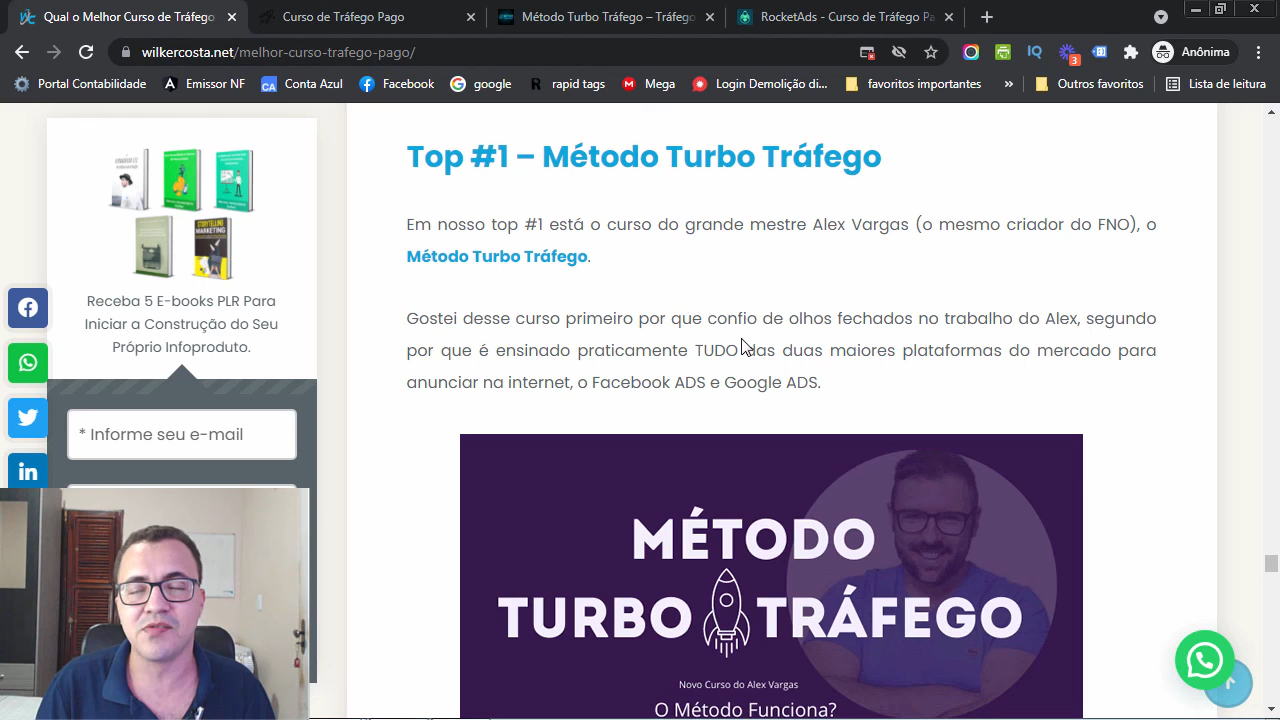 Qual o Melhor Curso de Tráfego
Curso de Tráfego Pago
Método Turbo Tráfego – Tráfego
RocketAds - Curso de Tráfego Pa
wilkercosta.net/melhor-curso-trafego-pago/
IQ
3
Anônima
Portal Contabilidade
Emissor NF
CA Conta Azul
Facebook
google
R rapid tags
M Mega
Login Demolição di...
favoritos importantes
»
Outros favoritos
Lista de leitura
Top #1 – Método Turbo Tráfego
Em nosso top #1 está o curso do grande mestre Alex Vargas (o mesmo criador do FNO), o
Método Turbo Tráfego.
Gostei desse curso primeiro por que confio de olhos fechados no trabalho do Alex, segundo
por que é ensinado praticamente TUDO das duas maiores plataformas do mercado para
anunciar na internet, o Facebook ADS e Google ADS.
STORYTELLING
MARKETING
Receba 5 E-books PLR Para
Iniciar a Construção do Seu
Próprio Infoproduto.
* Informe seu e-mail
MÉTODO
TURBO TRÁFEGO
Novo Curso do Alex Vargas
O Método Funciona?